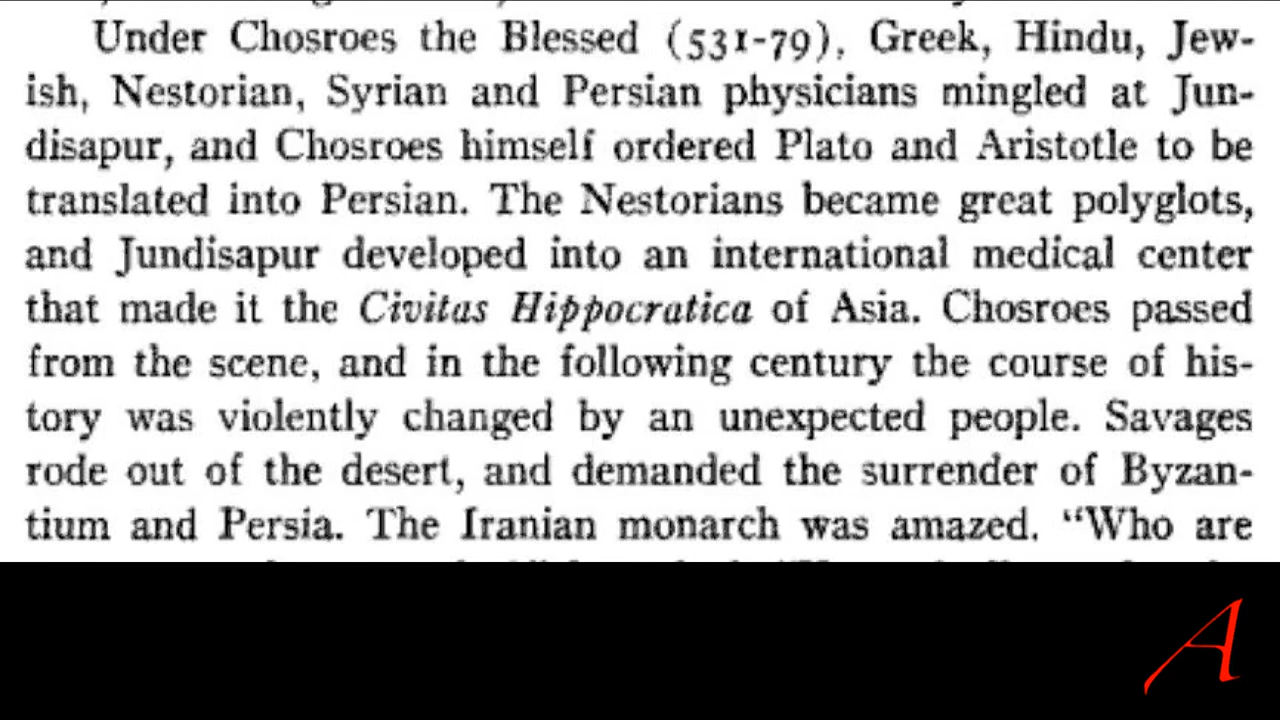 Under Chosroes the Blessed (531-79), Greek, Hindu, Jew-
ish, Nestorian, Syrian and Persian physicians mingled at Jun-
disapur, and Chosroes himself ordered Plato and Aristotle to be
translated into Persian. The Nestorians became great polyglots,
and Jundisapur developed into an international medical center
that made it the Civitas Hippocratica of Asia. Chosroes passed
from the scene, and in the following century the course of his-
tory was violently changed by an unexpected people. Savages
rode out of the desert, and demanded the surrender of Byzan-
tium and Persia. The Iranian monarch was amazed. “Who are
A